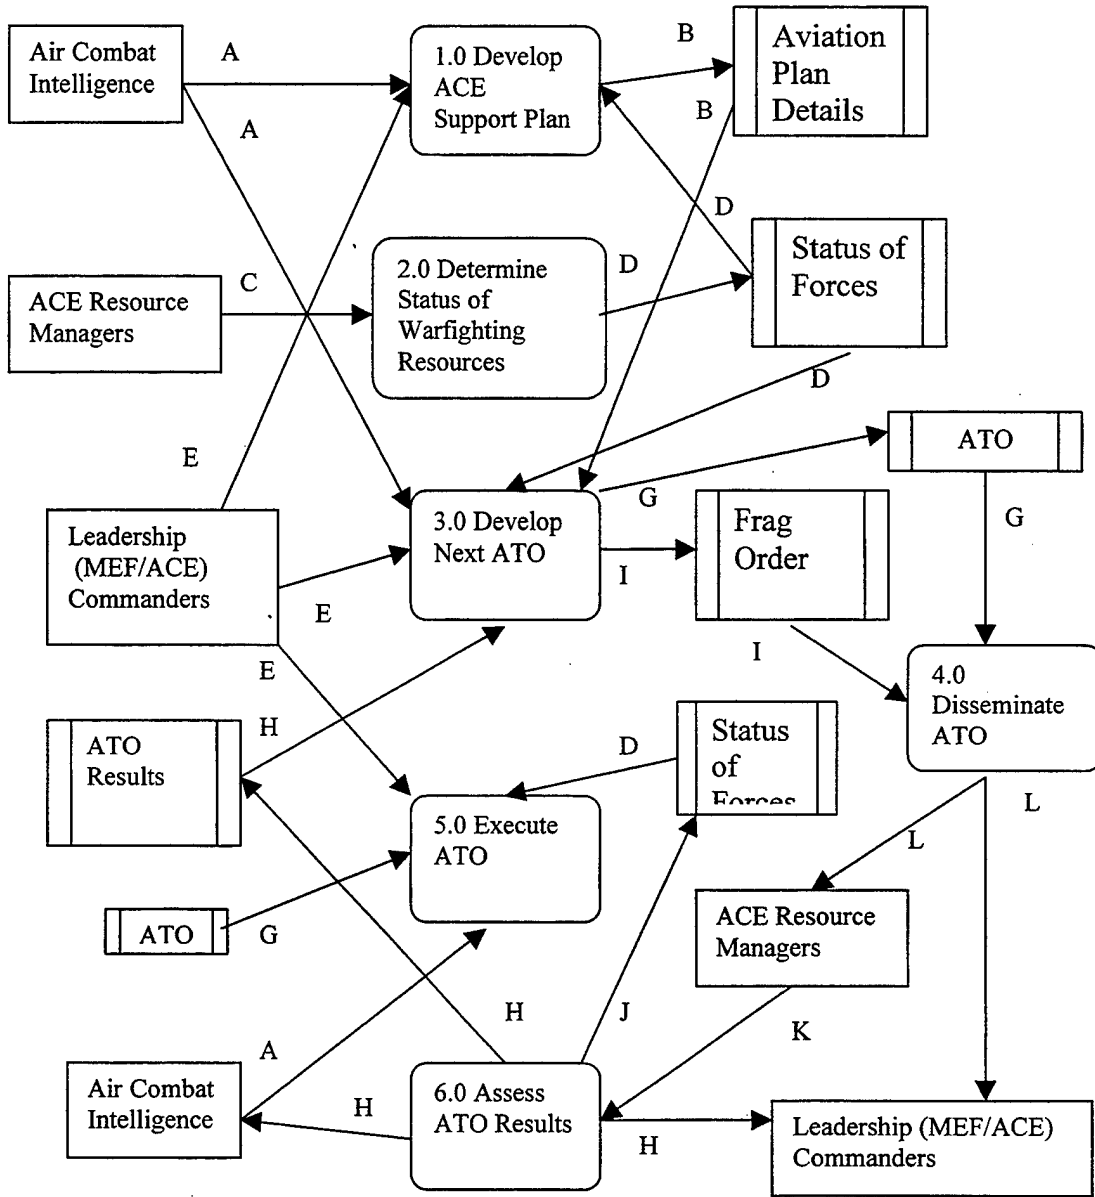 Air Combat
Intelligence
A
A
1.0 Develop
ACE
Support Plan
B
B
Aviation
Plan
Details
ACE Resource
Managers
C
2.0 Determine
Status of
Warfighting
Resources
D
D
Status of
Forces
D
E
Leadership
(MEF/ACE)
Commanders
E
E
3.0 Develop
Next ATO
G
I
ATO
G
Frag
Order
I
4.0
Disseminate
ATO
L
L
ATO
Results
H
D
Status
of
Forces
5.0 Execute
ATO
ATO
G
ACE Resource
Managers
K
H
J
A
Air Combat
Intelligence
H
6.0 Assess
ATO Results
H
Leadership (MEF/ACE)
Commanders